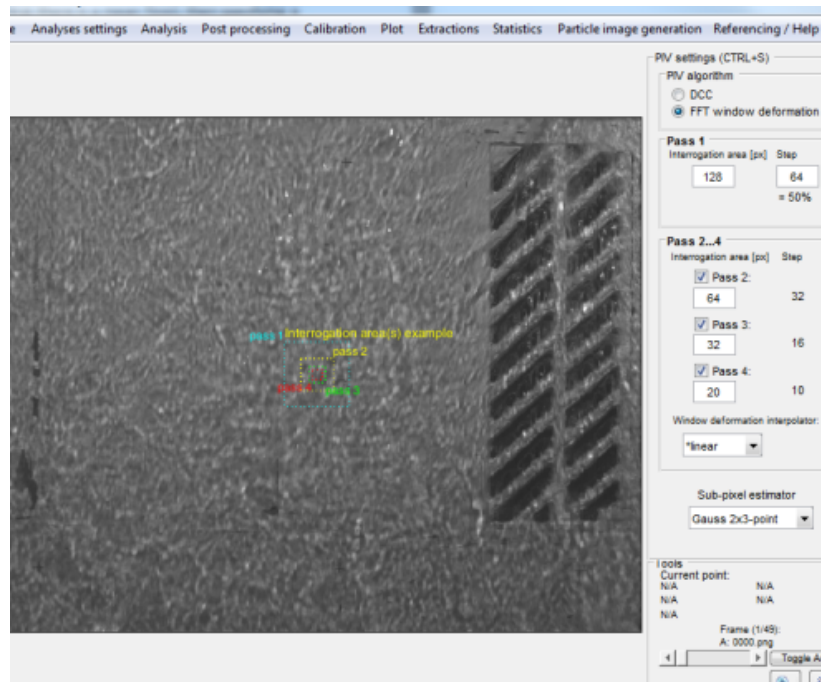 Analyses settings Analysis Post processing Calibration Plot Extractions Statistics Particle image generation Referencing / Help
PIV settings (CTRL+S)
PIV algorithm
DCC
FFT window deformation
Pass 1
Interrogation area [px] Step
128 64
= 50%
Pass 2...4
Interrogation area [px] Step
Pass 2:
64 32
Pass 3:
32 16
Pass 4:
20 10
Window deformation interpolator:
*linear
Sub-pixel estimator
Gauss 2x3-point
Tools
Current point:
N/A N/A
N/A N/A
N/A
Frame (1/49):
A: 0000.png
Toggle
pass 1 Interrogation area(s) example
pass 2